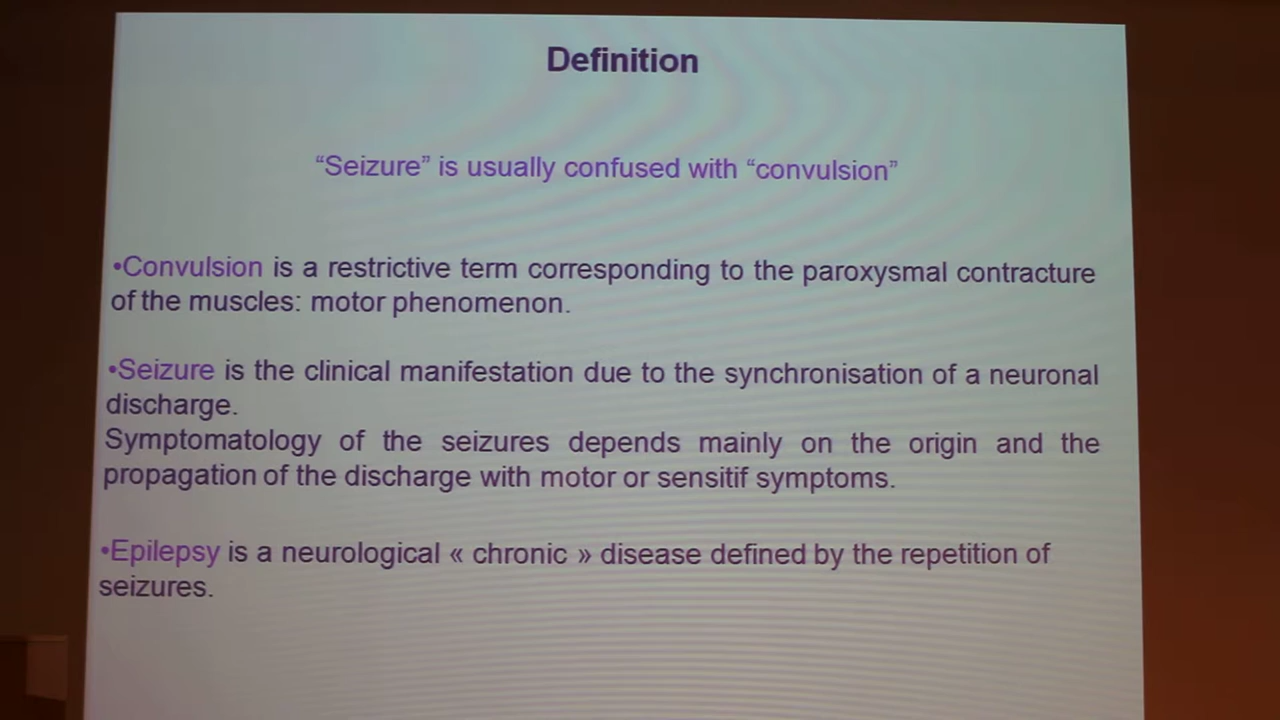 Definition
“Seizure” is usually confused with “convulsion”
•Convulsion is a restrictive term corresponding to the paroxysmal contracture
of the muscles: motor phenomenon.
•Seizure is the clinical manifestation due to the synchronisation of a neuronal
discharge.
Symptomatology of the seizures depends mainly on the origin and the
propagation of the discharge with motor or sensitif symptoms.
•Epilepsy is a neurological « chronic » disease defined by the repetition of
seizures.